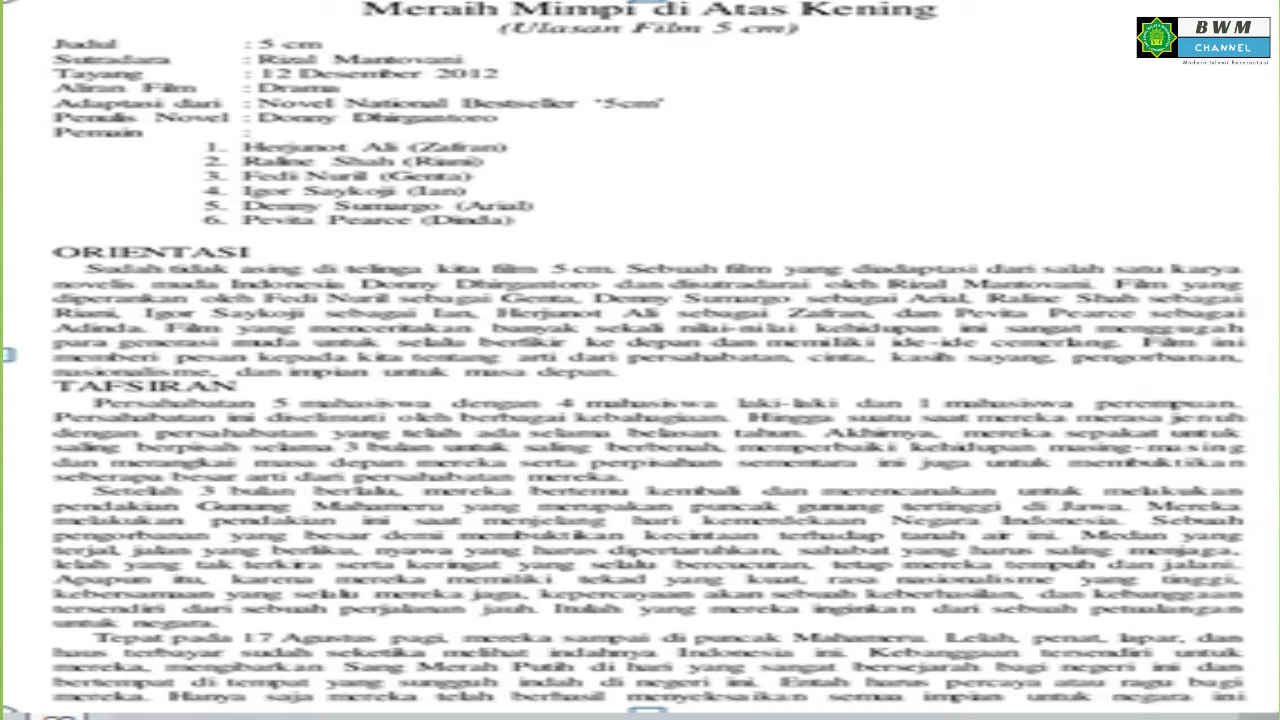 Meraih Mimpi di Atas Kening
(Ulasan Film 5 cm)
BWM
CHANNEL
Modern Islami Berprestasi
Judul : 5 cm
Sutradara : Rizal Mantovani
Tayang : 12 Desember 2012
Aliran Film : Drama
Adaptasi dari : Novel National Bestseller '5cm'
Penulis Novel : Donny Dhirgantoro
Pemain :
1. Herjunot Ali (Zafran)
2. Raline Shah (Riani)
3. Fedi Nuril (Genta)
4. Igor Saykoji (Ian)
5. Denny Sumargo (Arial)
6. Pevita Pearce (Dinda)
ORIENTASI
Sudah tidak asing di telinga kita film 5 cm. Sebuah film yang diadaptasi dari salah satu karya
novelis muda Indonesia Donny Dhirgantoro dan disutradarai oleh Rizal Mantovani. Film yang
diperankan oleh Fedi Nuril sebagai Genta, Denny Sumargo sebagai Arial, Raline Shah sebagai
Riani, Igor Saykoji sebagai Ian, Herjunot Ali sebagai Zafran, dan Pevita Pearce sebagai
Adinda. Film yang menceritakan banyak sekali nilai-nilai kehidupan ini sangat menggugah
para generasi muda untuk selalu berfikir ke depan dan memiliki ide-ide cemerlang. Film ini
memberi pesan kepada kita tentang arti dari persahabatan, cinta, kasih sayang, pengorbanan,
nasionalisme, dan impian untuk masa depan.
TAFSIRAN
Persahabatan 5 mahasiswa dengan 4 mahasiswa laki-laki dan 1 mahasiswa perempuan.
Persahabatan ini diselimuti oleh berbagai kebahagiaan. Hingga suatu saat mereka merasa jenuh
dengan persahabatan yang telah ada selama belasan tahun. Akhirnya, mereka sepakat untuk
saling berpisah selama 3 bulan untuk saling berbenah, memperbaiki kehidupan masing-masing
dan merangkai masa depan mereka serta perpisahan sementara ini juga untuk membuktikan
seberapa besar arti dari persahabatan mereka.
Setelah 3 bulan berlalu, mereka bertemu kembali dan merencanakan untuk melakukan
pendakian Gunung Mahameru yang merupakan puncak gunung tertinggi di Jawa. Mereka
melakukan pendakian ini saat menjelang hari kemerdekaan Negara Indonesia. Sebuah
pengorbanan yang besar demi membuktikan kecintaan terhadap tanah air ini. Medan yang
terjal, jalan yang berliku, nyawa yang harus dipertaruhkan, sahabat yang harus saling menjaga,
lelah yang tak terkira serta keringat yang selalu bercucuran, tetap mereka tempuh dan jalani.
Agupun itu, karena mereka memiliki tekad yang kuat, rasa nasionalisme yang tinggi,
kebersamaan yang selalu mereka jaga, kepercayaan akan sebuah keberhasilan, dan kebanggaan
tersendiri dari sebuah perjalanan jauh. Itulah yang mereka inginkan dari sebuah petualangan
untuk negara.
Tepat pada 17 Agustus pagi, mereka sampai di puncak Mahameru. Lelah, penat, lapar, dan
haus terbayar sudah seketika melihat indahnya Indonesia ini. Kebanggaan tersendiri untuk
mereka, mengibarkan Sang Merah Putih di hari yang sangat bersejarah bagi negeri ini dan
bertempat di tempat yang sungguh indah di negeri ini. Entah harus percaya atau ragu bagi
mereka. Hanya saja mereka telah berhasil menyelesaikan semua impian untuk negara ini